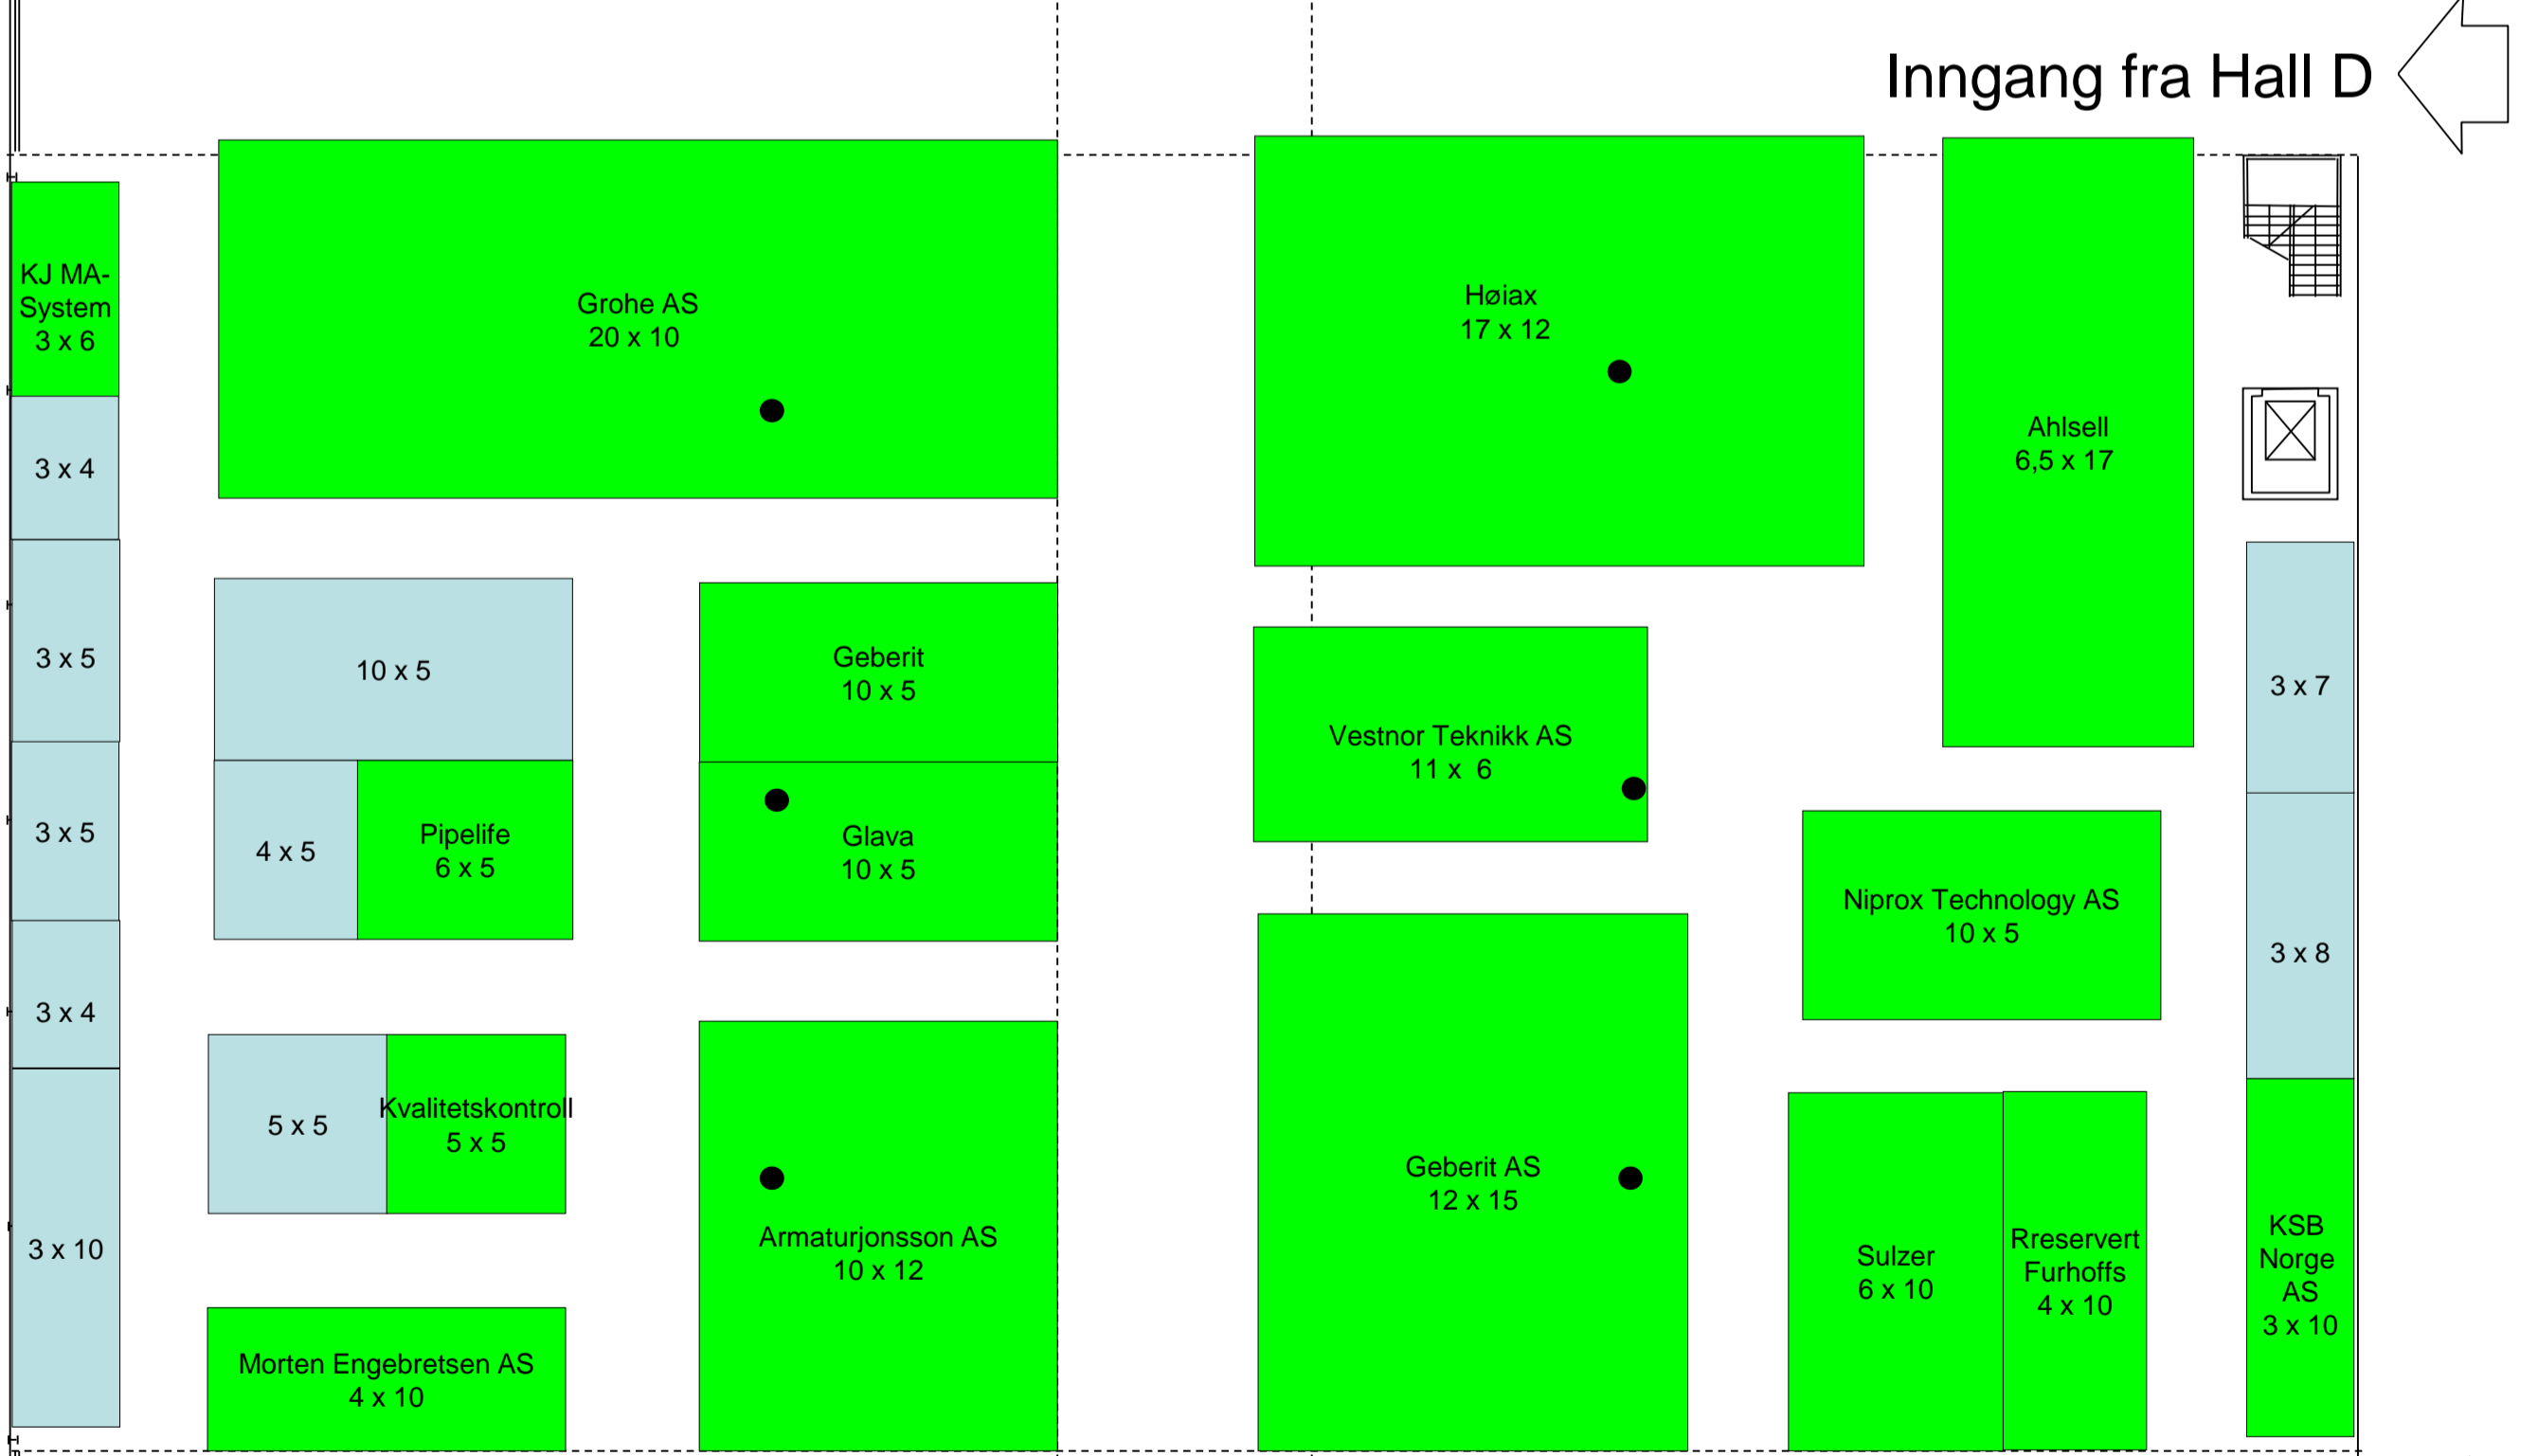 Inngang fra Hall D
KJ MA-
System
3 x 6
Grohe AS
20 x 10
Høiax
17 x 12
Ahlsell
6,5 x 17
3 x 4
3 x 5
10 x 5
Geberit
10 x 5
Vestnor Teknikk AS
11 x  6
3 x 7
3 x 5
4 x 5
Pipelife
6 x 5
Glava
10 x 5
Niprox Technology AS
10 x 5
3 x 8
3 x 4
5 x 5
Kvalitetskontroll
5 x 5
Armaturjonsson AS
10 x 12
Geberit AS
12 x 15
Sulzer
6 x 10
Rreservert
Furhoffs
4 x 10
KSB
Norge
AS
3 x 10
3 x 10
Morten Engebretsen AS
4 x 10